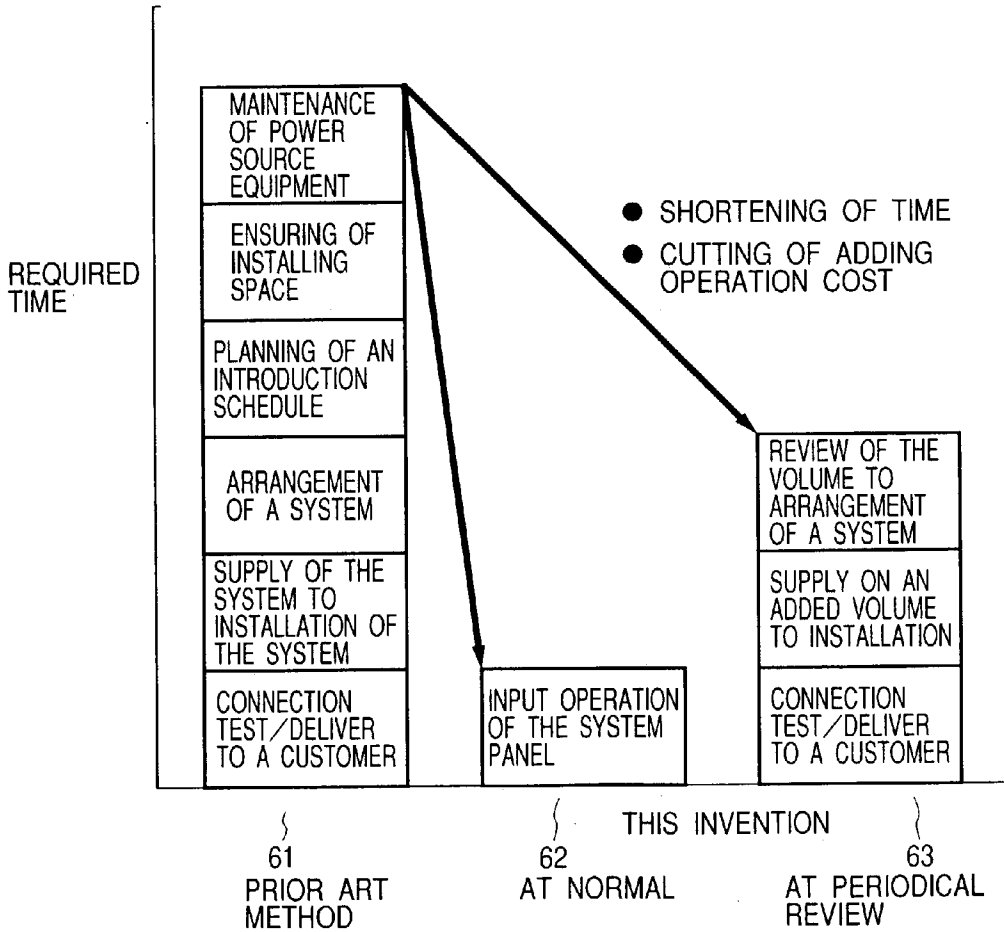 REQUIRED
TIME
MAINTENANCE
OF POWER
SOURCE
EQUIPMENT
ENSURING OF
INSTALLING
SPACE
PLANNING OF AN
INTRODUCTION
SCHEDULE
ARRANGEMENT
OF A SYSTEM
SUPPLY OF THE
SYSTEM TO
INSTALLATION OF
THE SYSTEM
CONNECTION
TEST/DELIVER
TO A CUSTOMER
● SHORTENING OF TIME
● CUTTING OF ADDING
OPERATION COST
INPUT OPERATION
OF THE SYSTEM
PANEL
REVIEW OF THE
VOLUME TO
ARRANGEMENT
OF A SYSTEM
SUPPLY ON AN
ADDED VOLUME
TO INSTALLATION
CONNECTION
TEST/DELIVER
TO A CUSTOMER
THIS INVENTION
61
PRIOR ART
METHOD
62
AT NORMAL
63
AT PERIODICAL
REVIEW